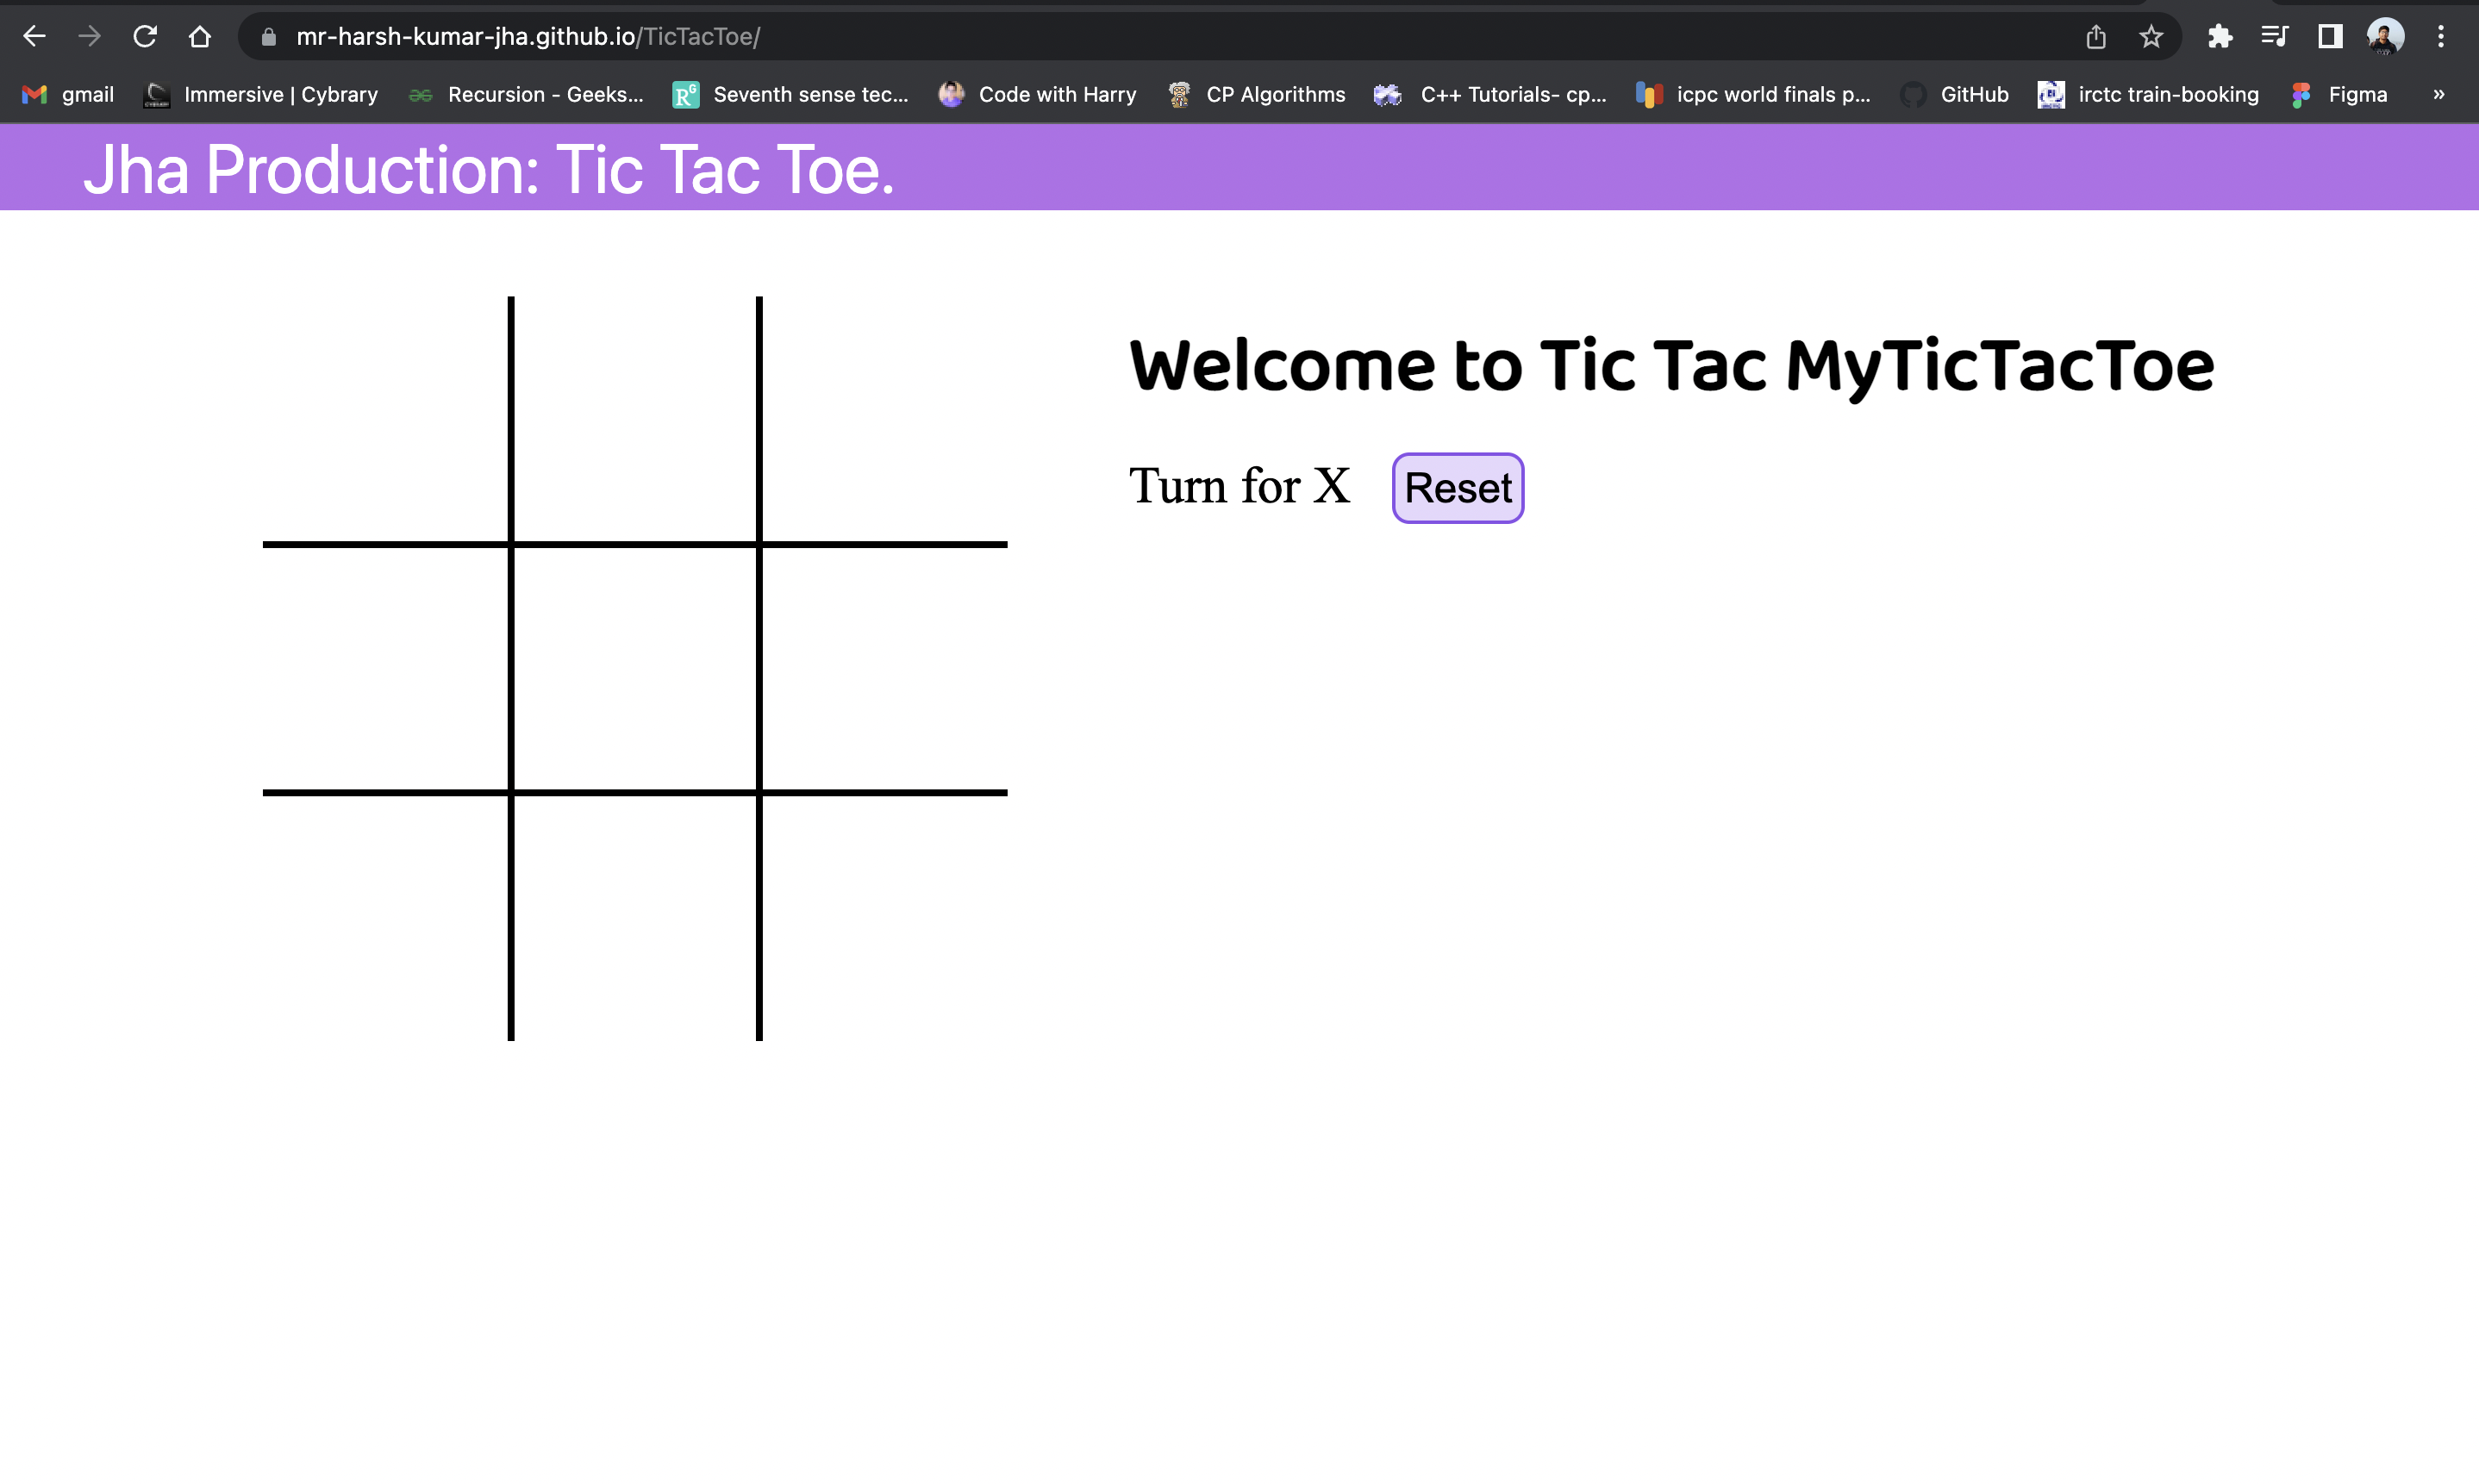 mr-harsh-kumar-jha.github.io/TicTacToe/
gmail Immersive | Cybrary Recursion - Geeks... Seventh sense tec... Code with Harry CP Algorithms C++ Tutorials- cp... icpc world finals p... GitHub irctc train-booking Figma »
Jha Production: Tic Tac Toe.
Welcome to Tic Tac MyTicTacToe
Turn for X Reset